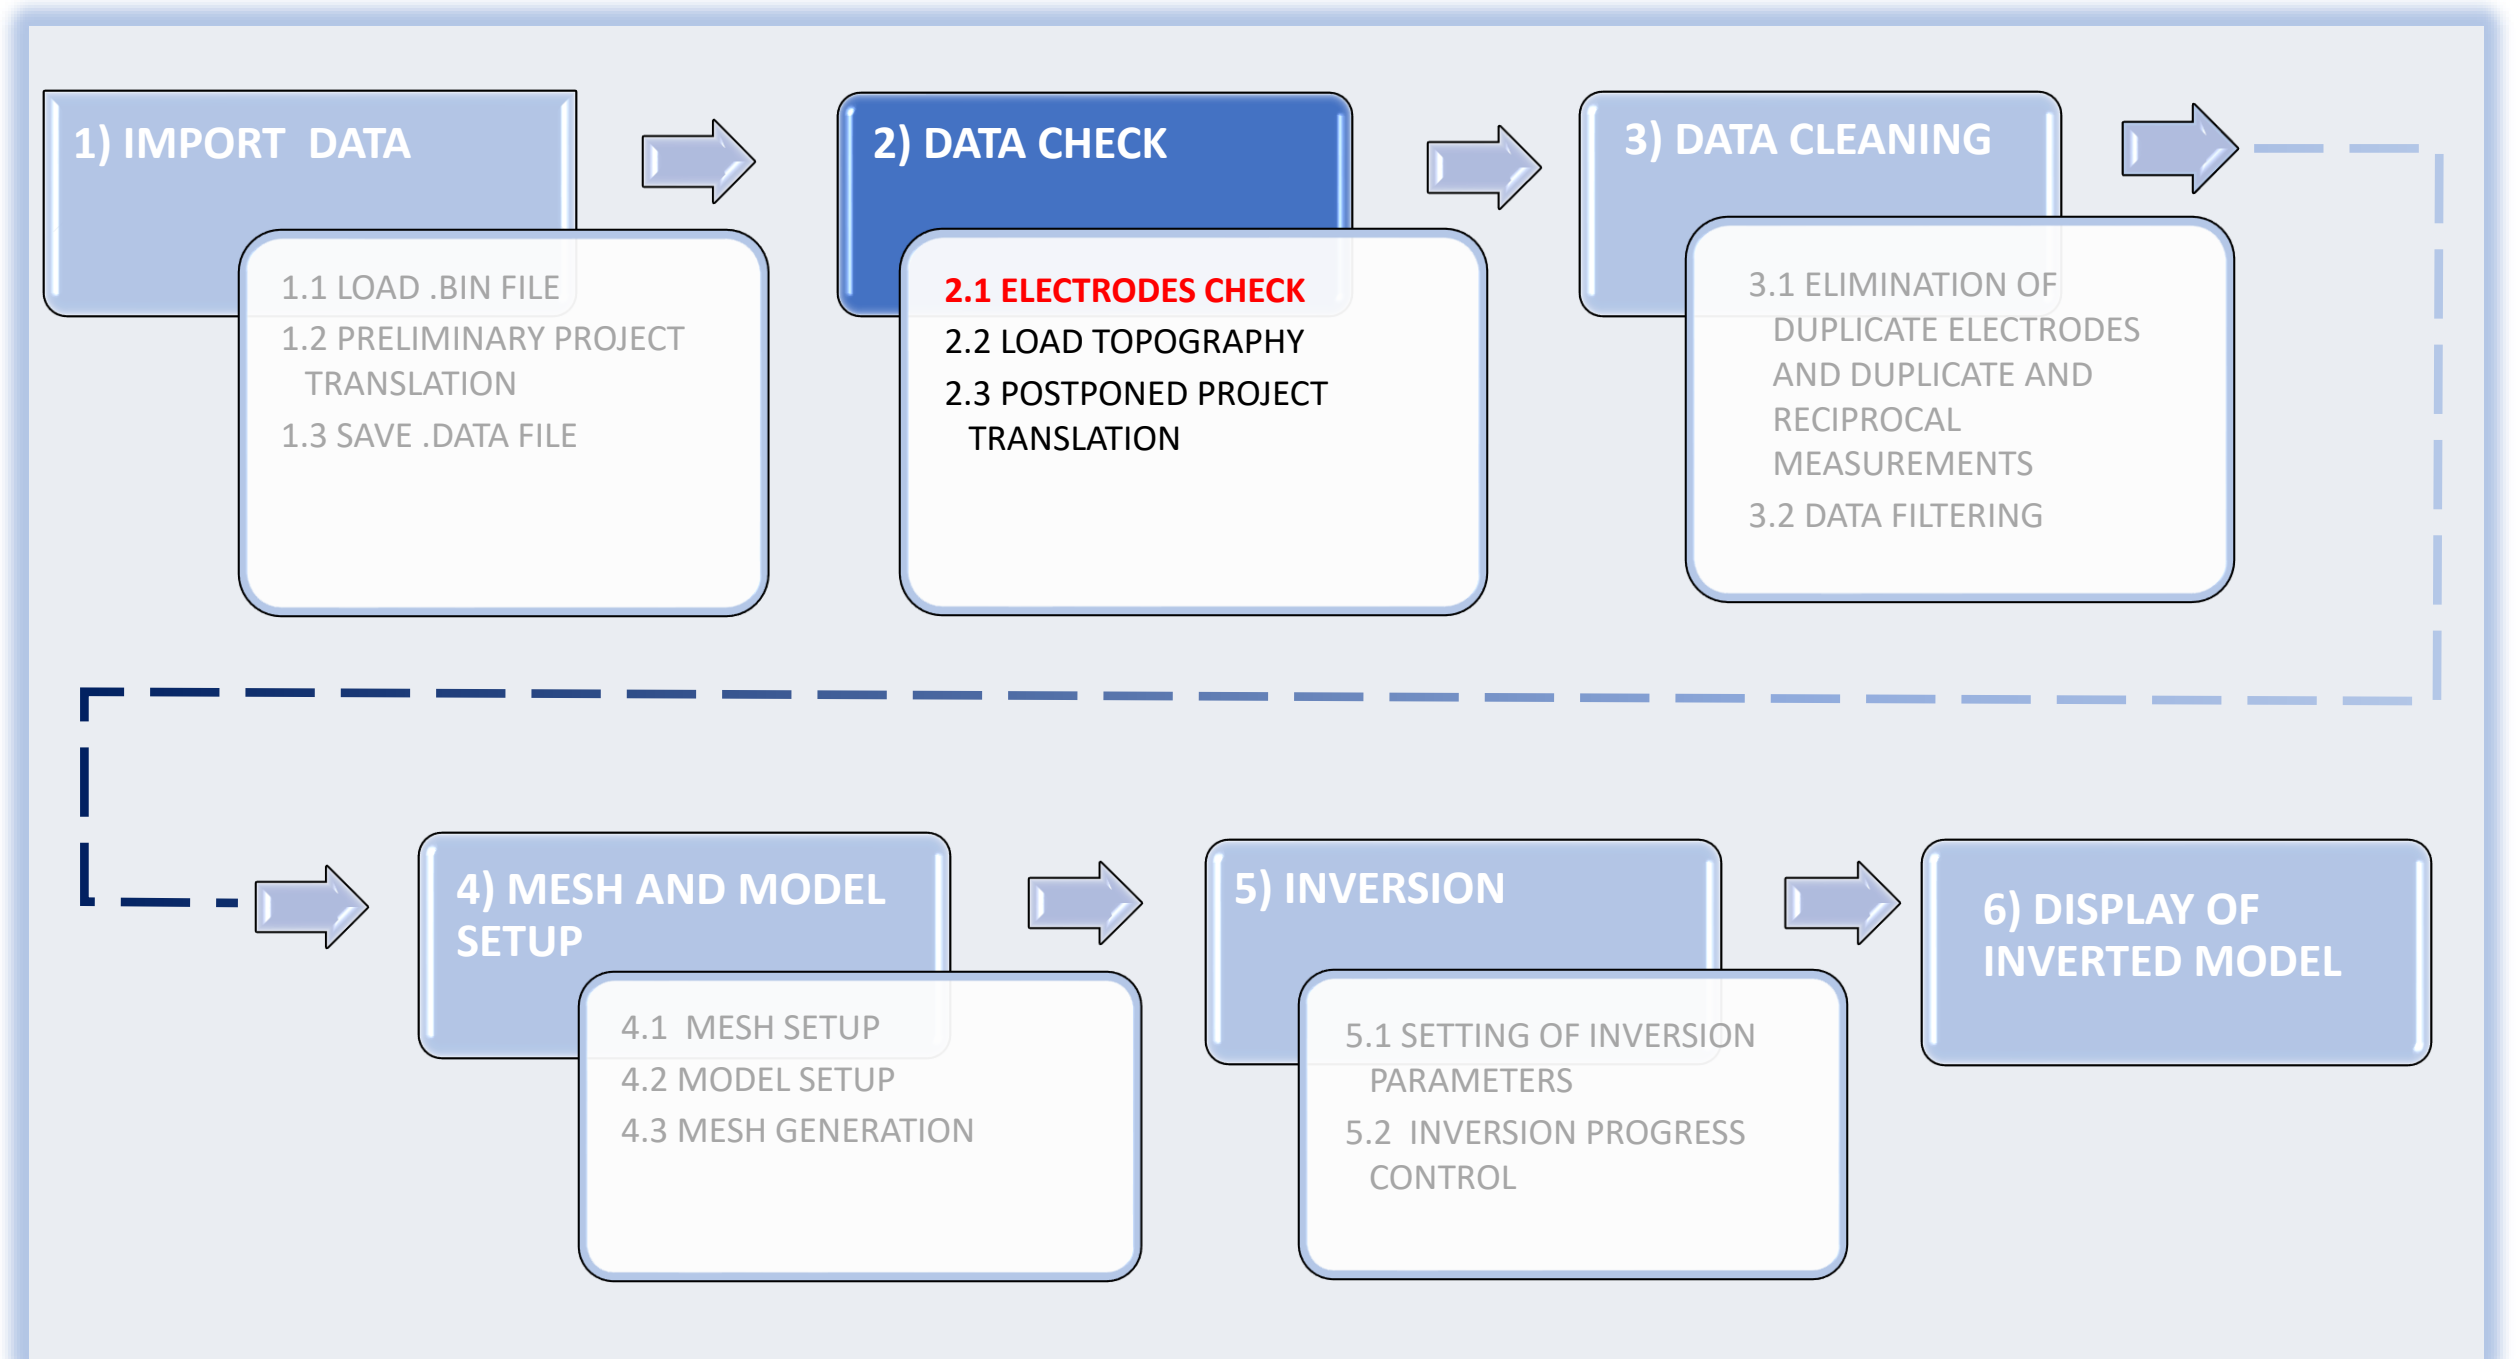 1) IMPORT  DATA
1.1 LOAD .BIN FILE
1.2 PRELIMINARY PROJECT
TRANSLATION
1.3 SAVE .DATA FILE
2) DATA CHECK
2.1 ELECTRODES CHECK
2.2 LOAD TOPOGRAPHY
2.3 POSTPONED PROJECT
TRANSLATION
3) DATA CLEANING
3.1 ELIMINATION OF
DUPLICATE ELECTRODES
AND DUPLICATE AND
RECIPROCAL
MEASUREMENTS
3.2 DATA FILTERING
4) MESH AND MODEL
SETUP
4.1  MESH SETUP
4.2 MODEL SETUP
4.3 MESH GENERATION
5) INVERSION
5.1 SETTING OF INVERSION
PARAMETERS
5.2  INVERSION PROGRESS
CONTROL
6) DISPLAY OF
INVERTED MODEL